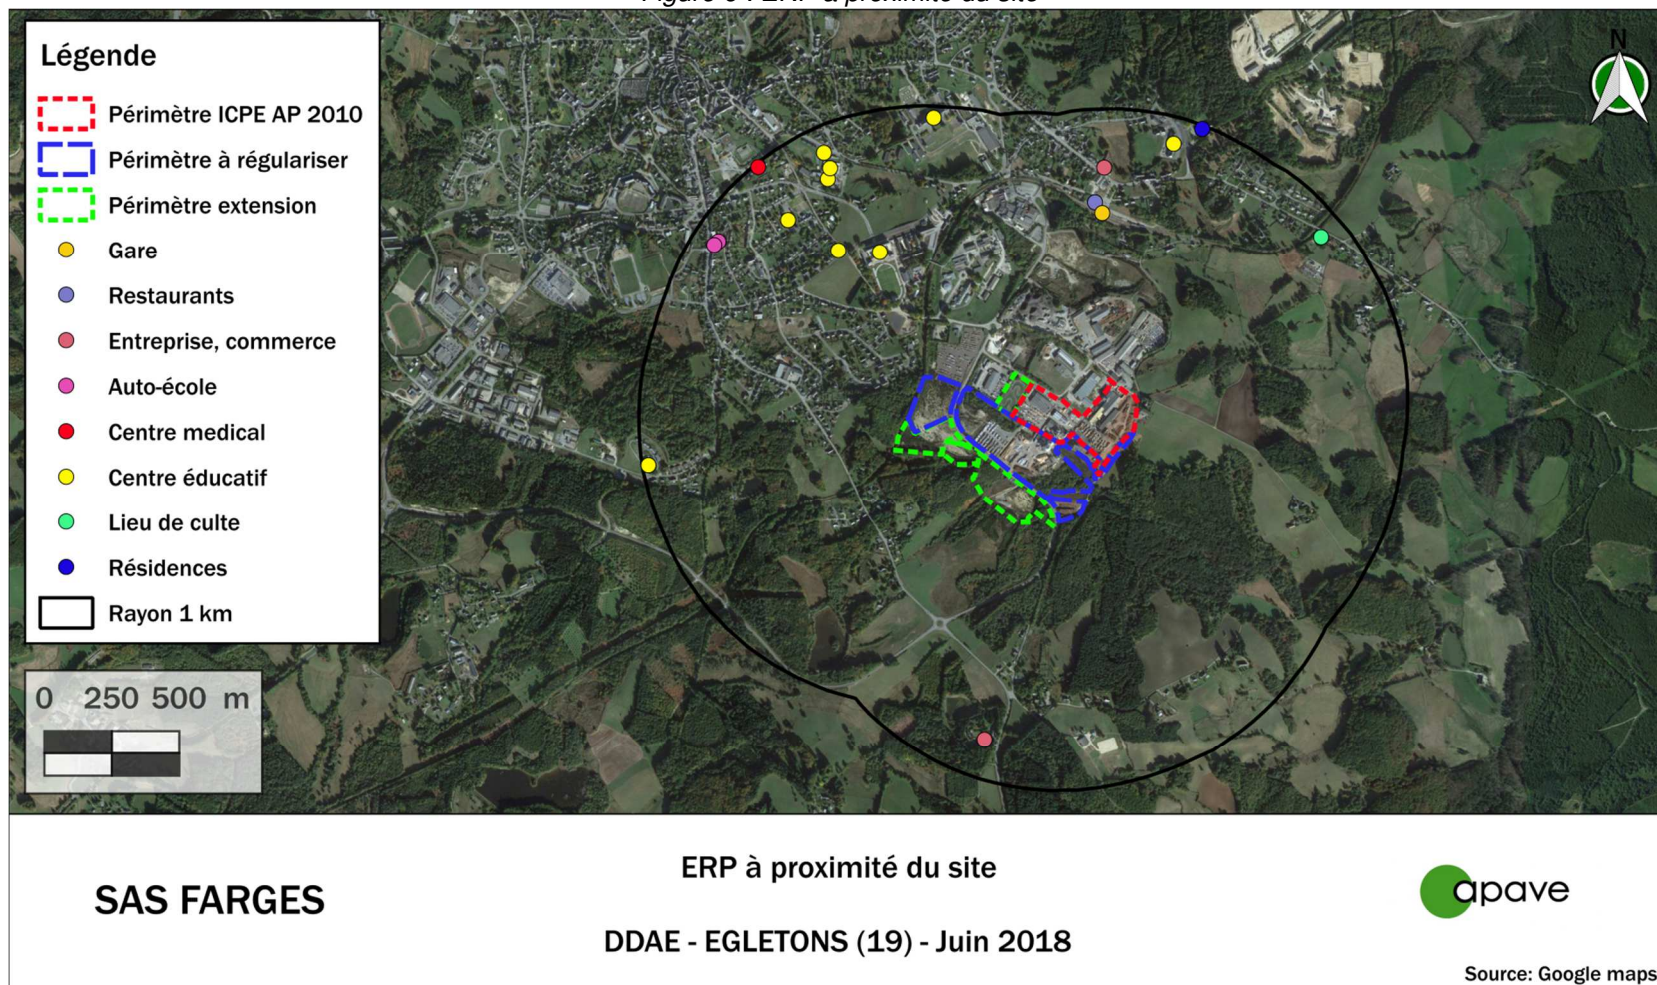 Légende
Périmètre ICPE AP 2010
Périmètre à régulariser
Périmètre extension
Gare
Restaurants
Entreprise, commerce
Auto-école
Centre medical
Centre éducatif
Lieu de culte
Résidences
Rayon 1 km
0 250 500 m
N
SAS FARGES
ERP à proximité du site
DDAE - EGLETONS (19) - Juin 2018
apave
Source: Google maps